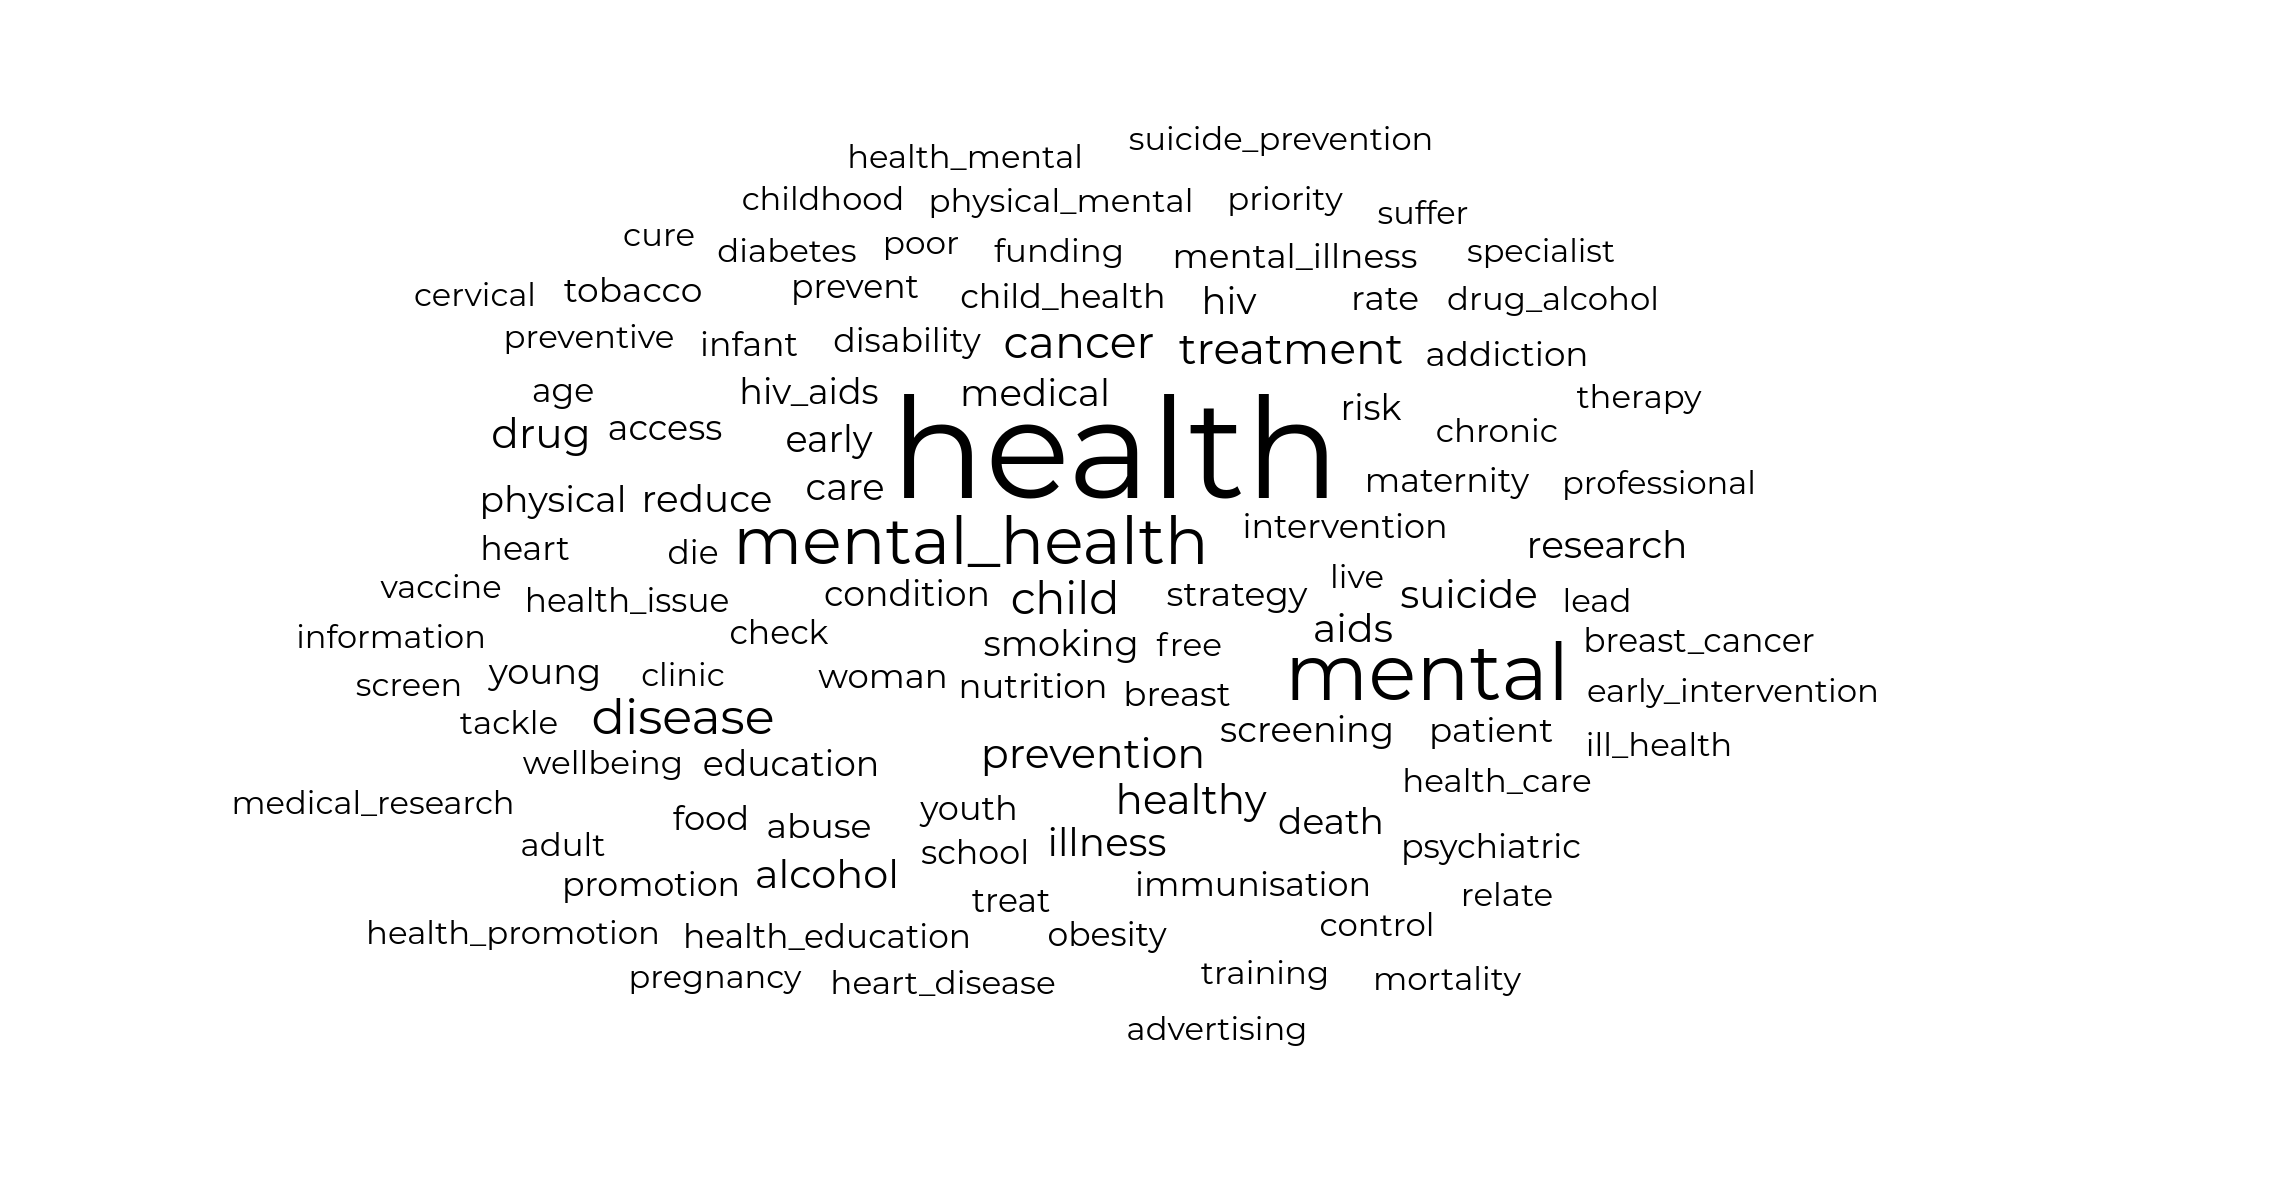 suicide_prevention
health_mental
childhood physical_mental priority suffer
cure diabetes poor funding mental_illness specialist
cervical tobacco prevent child_health hiv rate drug_alcohol
preventive infant disability cancer treatment addiction
age hiv_aids medical risk therapy
drug access early health chronic
physical reduce care maternity professional
heart die mental_health intervention research
vaccine health_issue condition child strategy live suicide lead
information check smoking free aids breast_cancer
screen young clinic woman nutrition breast mental early_intervention
tackle disease screening patient ill_health
wellbeing education prevention health_care
medical_research food abuse youth healthy death
adult school illness psychiatric
promotion alcohol treat immunisation relate
health_promotion health_education obesity control
pregnancy heart_disease training mortality
advertising